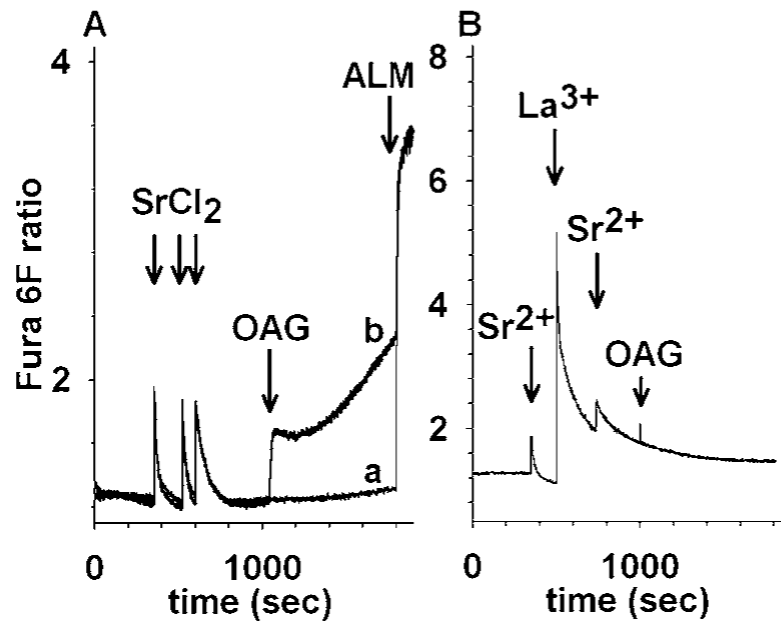 A
4
ALM
SrCl2
OAG
b
2
a
Fura 6F ratio
0
1000
time (sec)
B
8
La3+
6
Sr2+
4
Sr2+
OAG
2
0
1000
time (sec)